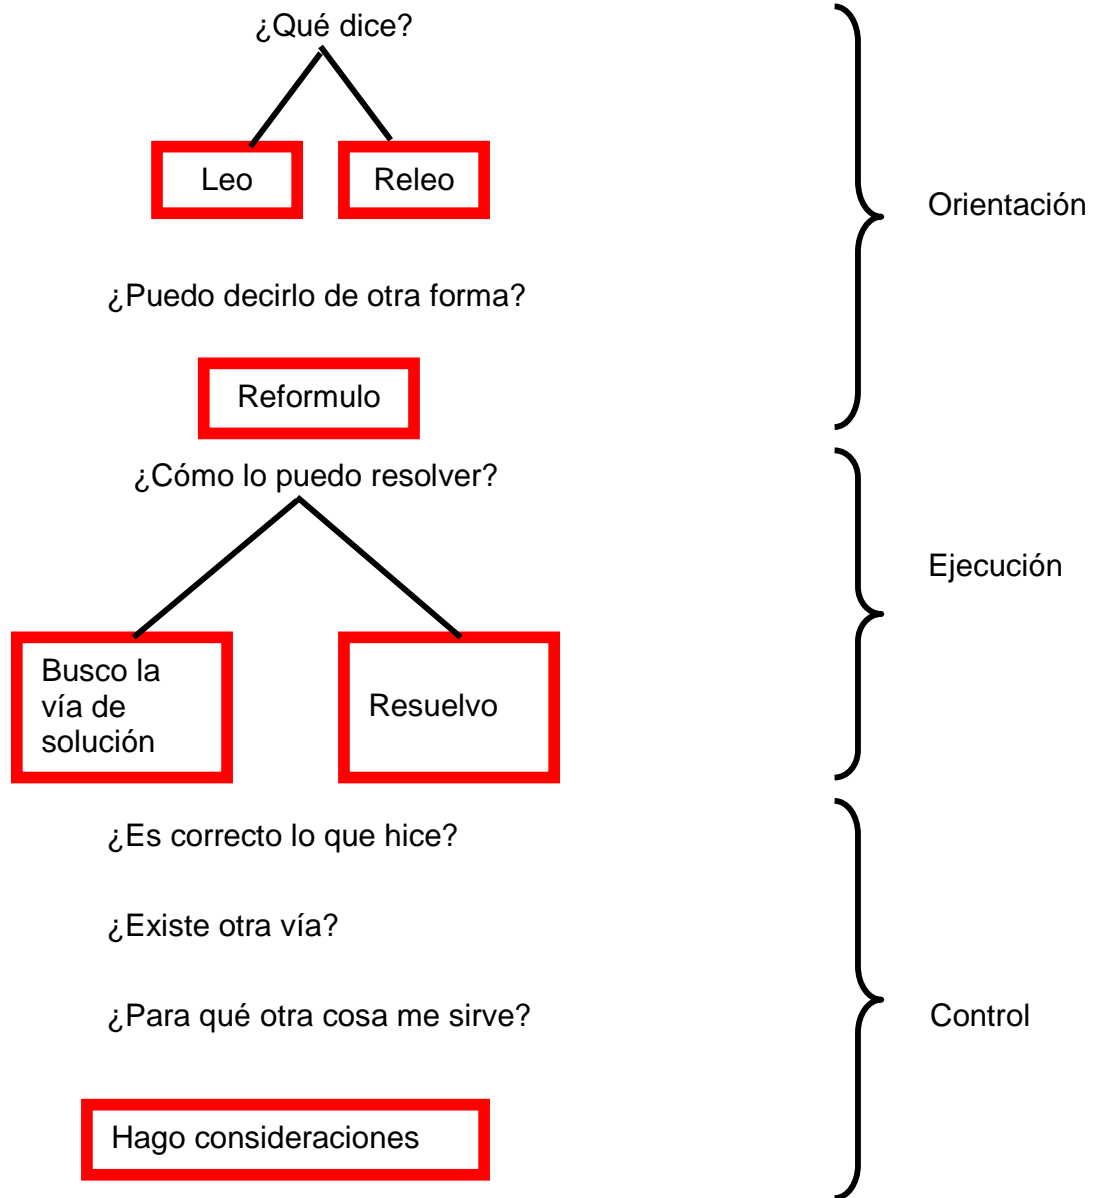 ¿Qué dice?
Leo
Releo
Orientación
¿Puedo decirlo de otra forma?
Reformulo
¿Cómo lo puedo resolver?
Ejecución
Busco la
vía de
solución
Resuelvo
¿Es correcto lo que hice?
¿Existe otra vía?
¿Para qué otra cosa me sirve?
Control
Hago consideraciones